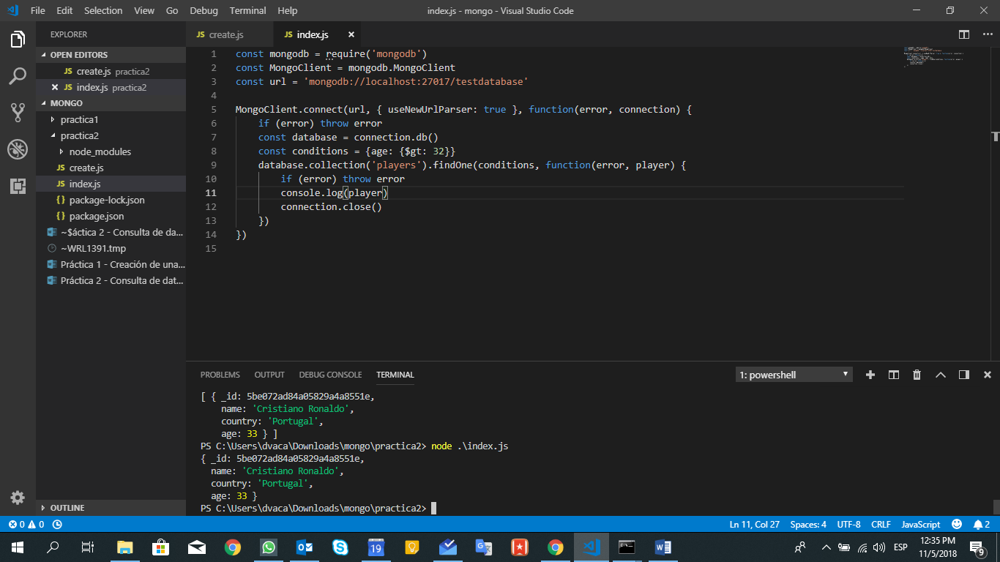 File Edit Selection View Go Debug Terminal Help
index.js - mongo - Visual Studio Code
EXPLORER
OPEN EDITORS
JS create.js practica2
JS index.js practica2
MONGO
practica1
practica2
node_modules
JS create.js
JS index.js
{} package-lock.json
{} package.json
~$áctica 2 - Consulta de da...
~WRL1391.tmp
Práctica 1 - Creación de una...
Práctica 2 - Consulta de dat...
OUTLINE
JS create.js
JS index.js
1 const mongodb = require('mongodb')
2 const MongoClient = mongodb.MongoClient
3 const url = 'mongodb://localhost:27017/testdatabase'
4
5 MongoClient.connect(url, { useNewUrlParser: true }, function(error, connection) {
6 if (error) throw error
7 const database = connection.db()
8 const conditions = {age: {$gt: 32}}
9 database.collection('players').findOne(conditions, function(error, player) {
10 if (error) throw error
11 console.log(player)
12 connection.close()
13 })
14 })
15
PROBLEMS OUTPUT DEBUG CONSOLE TERMINAL
1: powershell
[ { _id: 5be072ad84a05829a4a8551e,
name: 'Cristiano Ronaldo',
country: 'Portugal',
age: 33 } ]
PS C:\Users\dvaca\Downloads\mongo\practica2> node .\index.js
{ _id: 5be072ad84a05829a4a8551e,
name: 'Cristiano Ronaldo',
country: 'Portugal',
age: 33 }
PS C:\Users\dvaca\Downloads\mongo\practica2>
0 0
Ln 11, Col 27 Spaces: 4 UTF-8 CRLF JavaScript 2
19
ESP
12:35 PM
11/5/2018
9